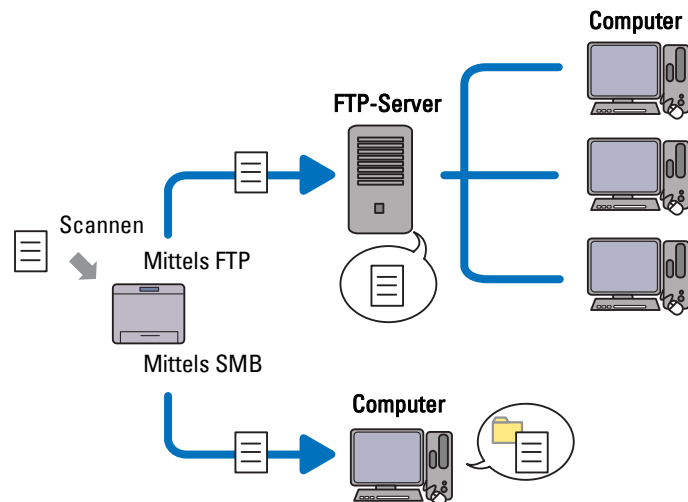 Computer
FTP-Server
Scannen
Mittels FTP
Mittels SMB
Computer